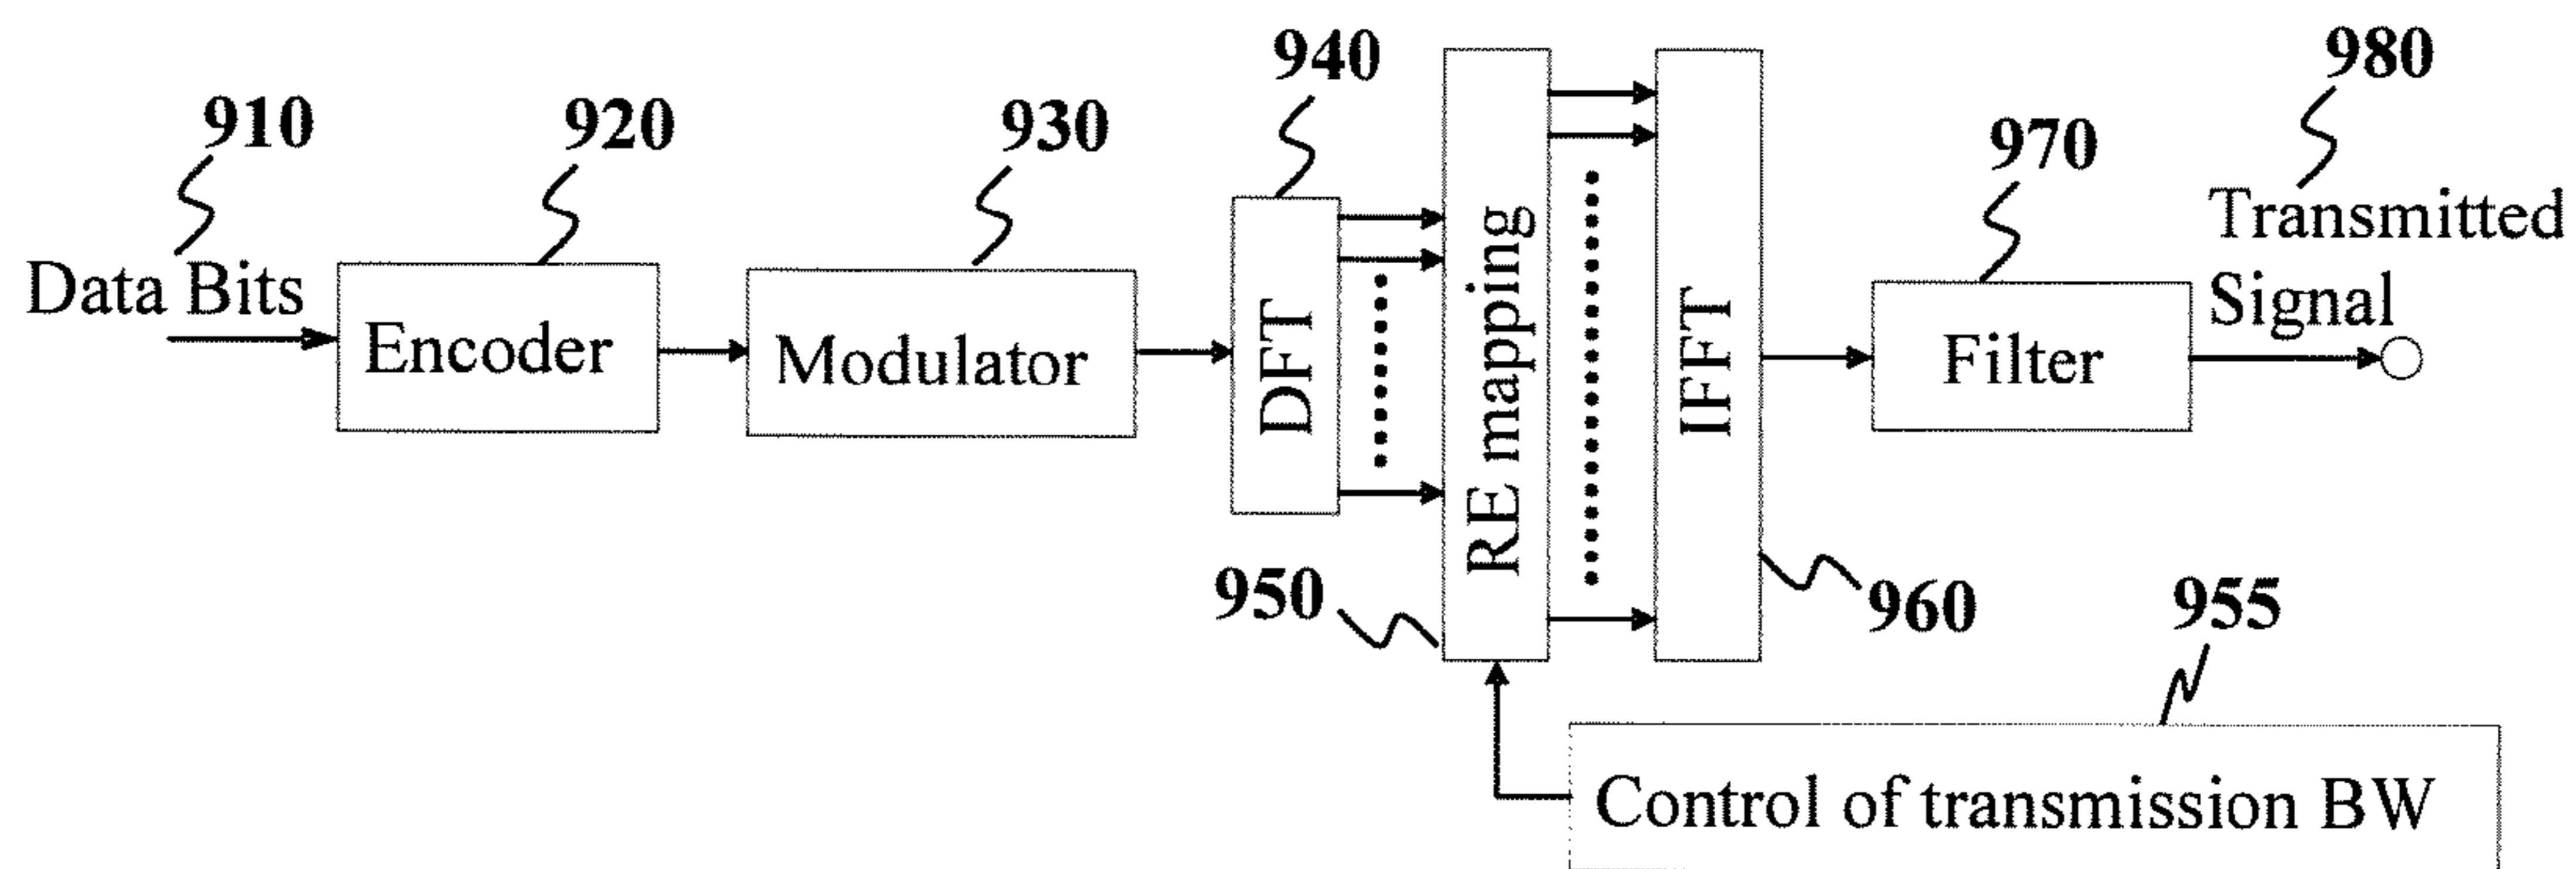 940
980
910
920
930
970
Data Bits
Encoder
Modulator
DFT
RE mapping
IFFT
Filter
Transmitted
Signal
950
960
955
Control of transmission BW